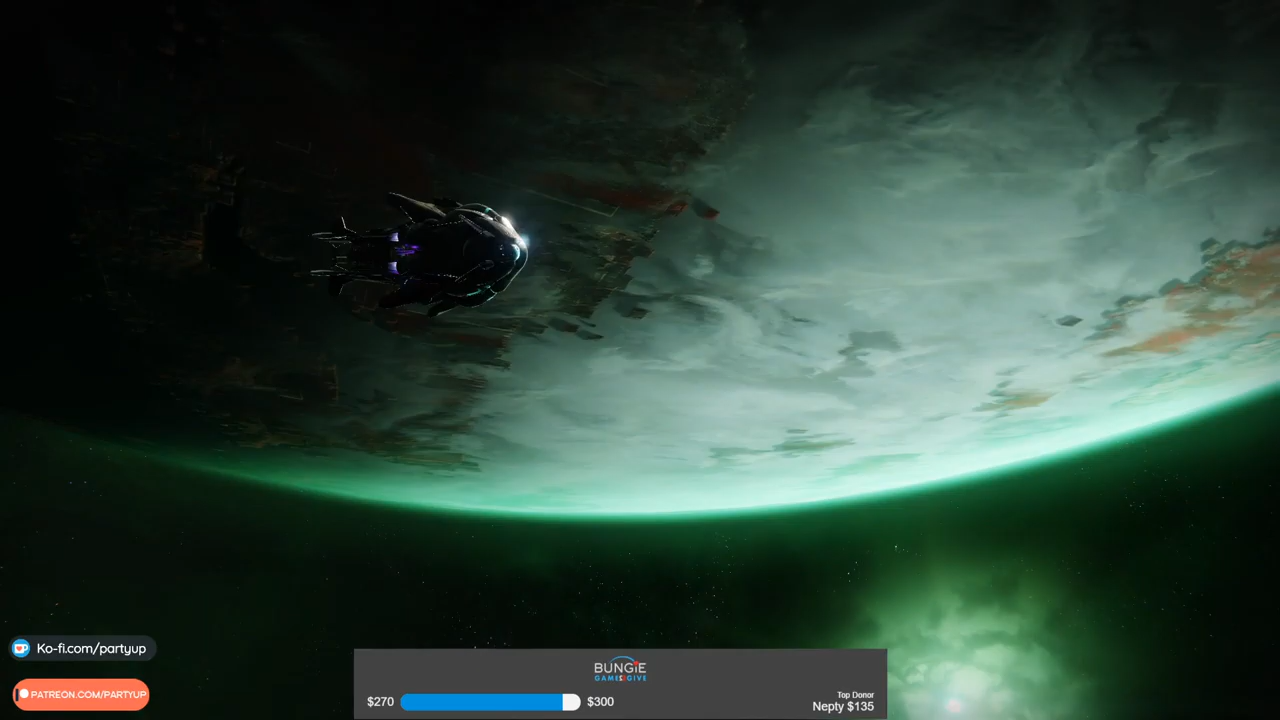 Ko-fi.com/partyup
PATREON.COM/PARTYUP
BUNGIE
GAME2GIVE
$270
$300
Top Donor
Nepty $135